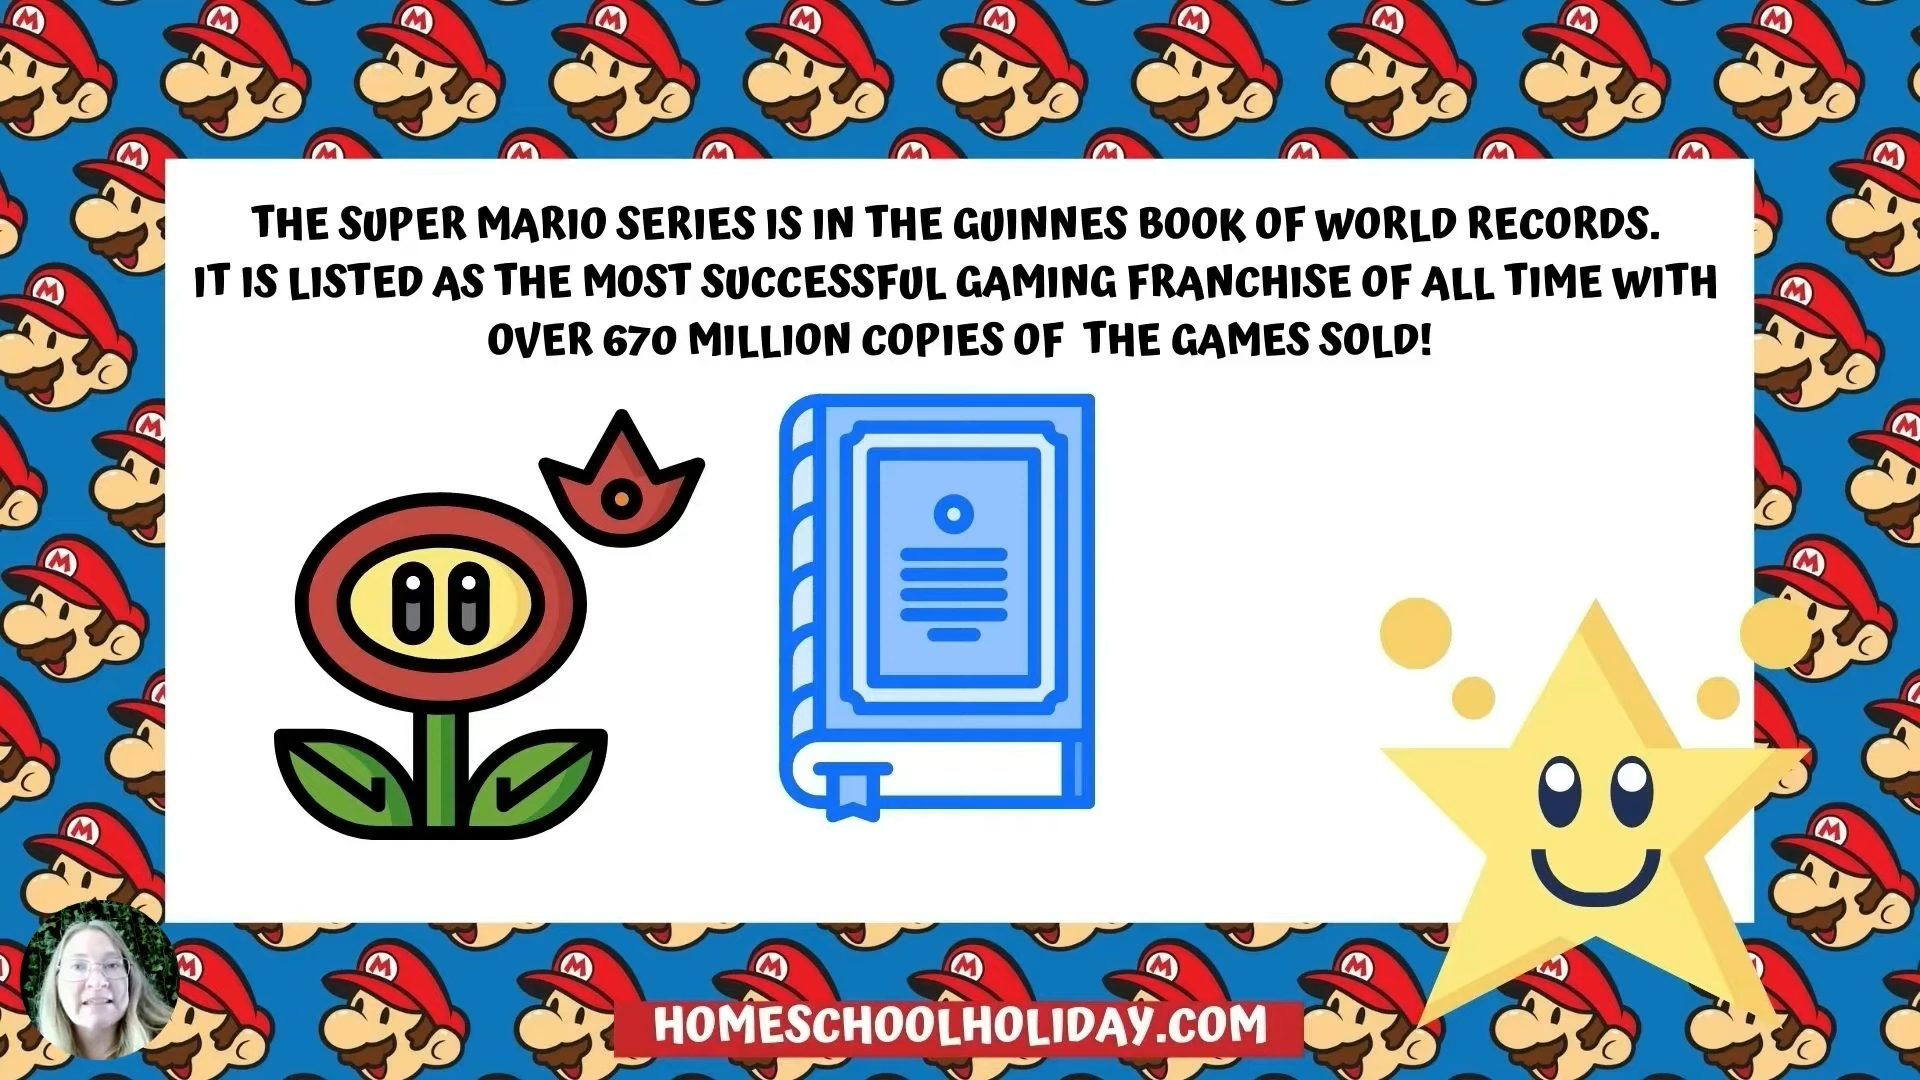 THE SUPER MARIO SERIES IS IN THE GUINNES BOOK OF WORLD RECORDS.
IT IS LISTED AS THE MOST SUCCESSFUL GAMING FRANCHISE OF ALL TIME WITH
OVER 670 MILLION COPIES OF THE GAMES SOLD!
HOMESCHOOLHOLIDAY.COM